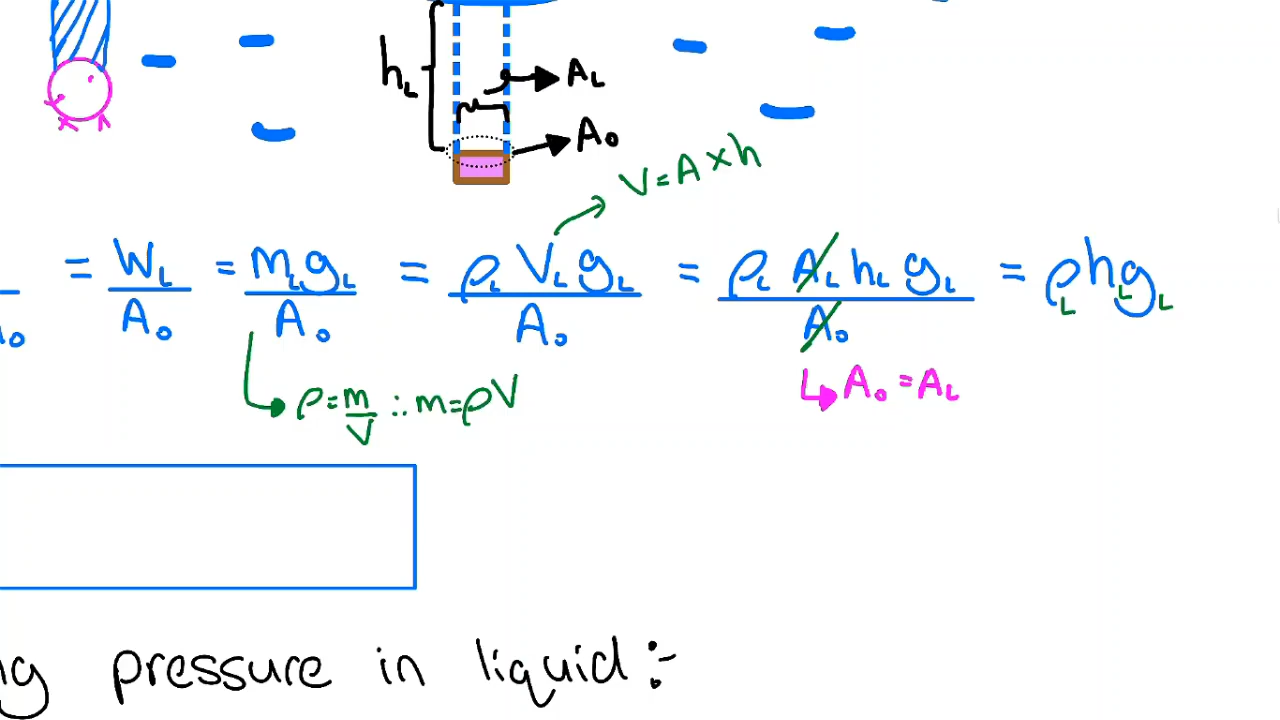 h_L
A_L
A_0
V = A × h
= W_L/A_0 = m_L g_L/A_0 = ρ_L V_L g_L/A_0 = ρ_L A_L h_L g_L/A_0 = ρ_L h_L g_L
ρ = m/V ∴ m = ρV
A_0 = A_L
ng pressure in liquid :-